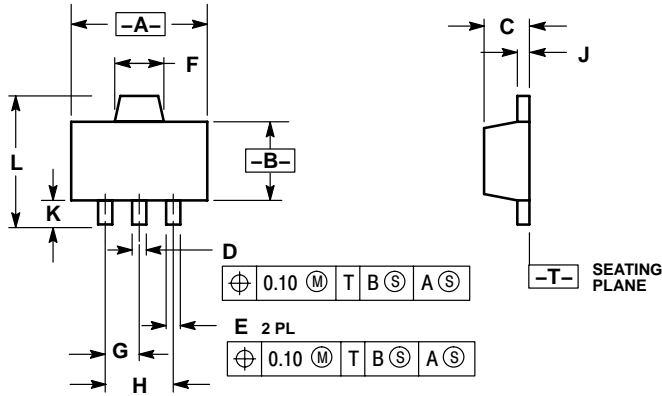 –A–
C
F
J
L
–B–
K
D
⌖ 0.10 Ⓜ T B Ⓢ A Ⓢ
–T– SEATING
PLANE
E 2 PL
⌖ 0.10 Ⓜ T B Ⓢ A Ⓢ
G
H